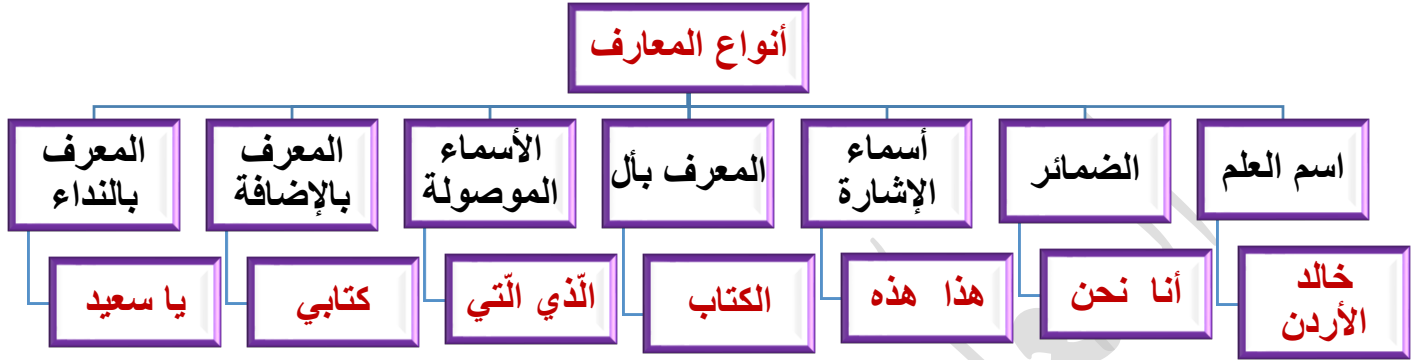 أنواع المعارف
اسم العلم
الضمائر
أسماء
الإشارة
المعرف بأل
الأسماء
الموصولة
المعرف
بالإضافة
المعرف
بالنداء
خالد
الأردن
أنا نحن
هذا هذه
الكتاب
الّذي الّتي
كتابي
يا سعيد